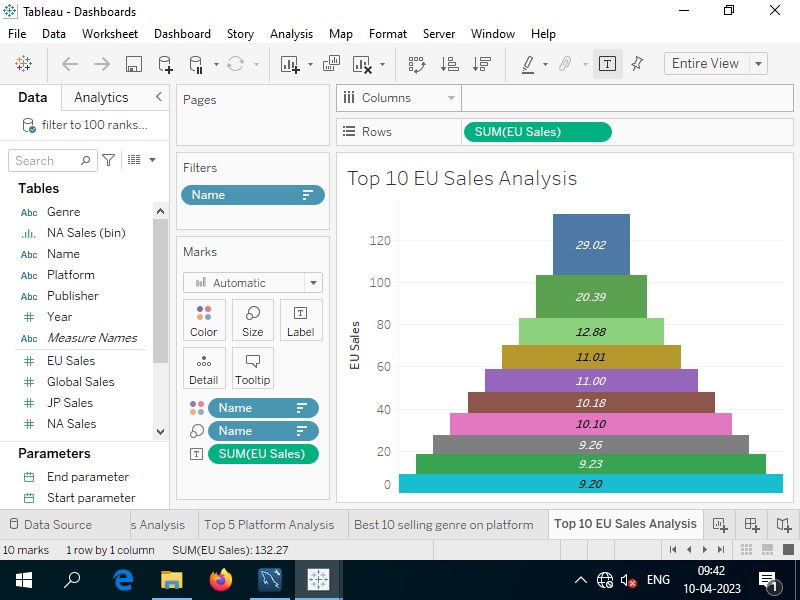 Tableau - Dashboards
File Data Worksheet Dashboard Story Analysis Map Format Server Window Help
T Entire View
Data Analytics
filter to 100 ranks...
Search
Tables
Abc Genre
NA Sales (bin)
Abc Name
Abc Platform
Abc Publisher
# Year
Abc Measure Names
# EU Sales
# Global Sales
# JP Sales
# NA Sales
Parameters
End parameter
Start parameter
Pages
Filters
Name
Marks
Automatic
Color Size T Label
Detail Tooltip
Name
Name
T SUM(EU Sales)
Columns
Rows SUM(EU Sales)
Top 10 EU Sales Analysis
EU Sales
120
100
80
60
40
20
0
29.02
20.39
12.88
11.01
11.00
10.18
10.10
9.26
9.23
9.20
Data Source s Analysis Top 5 Platform Analysis Best 10 selling genre on platform Top 10 EU Sales Analysis
10 marks 1 row by 1 column SUM(EU Sales): 132.27
ENG
09:42
10-04-2023
1